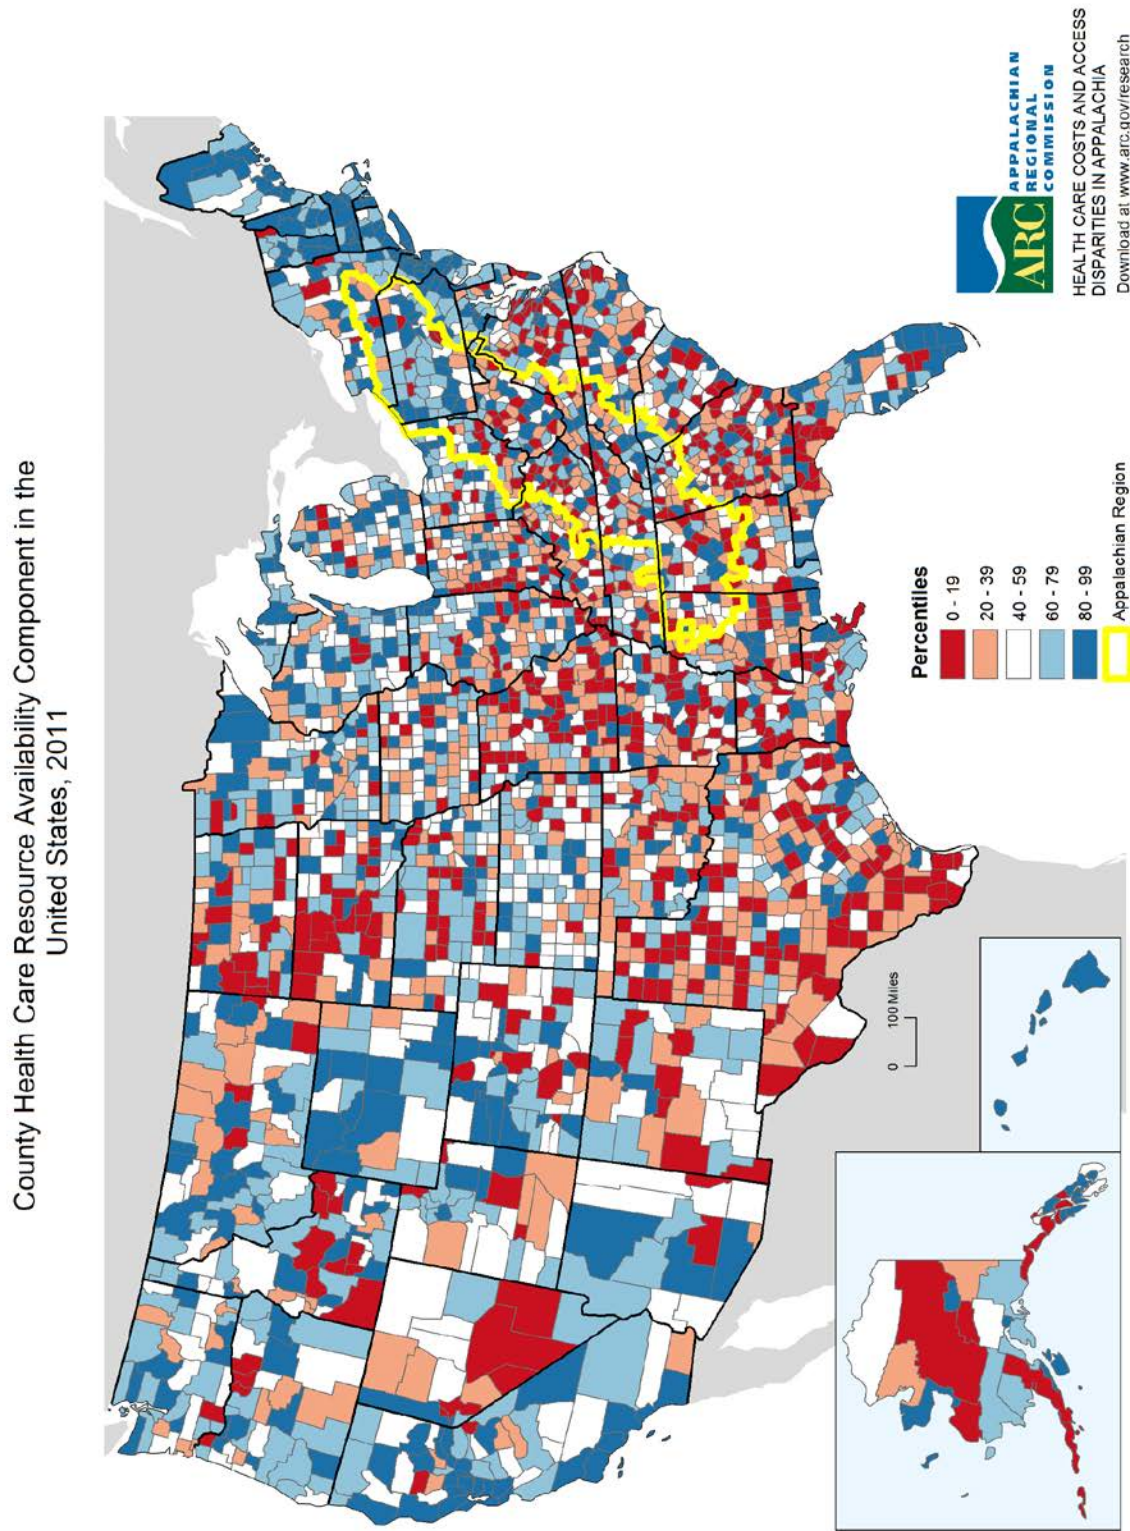 County Health Care Resource Availability Component in the
United States, 2011
0 100 Miles
Percentiles
0 - 19
20 - 39
40 - 59
60 - 79
80 - 99
Appalachian Region
ARC
APPALACHIAN
REGIONAL
COMMISSION
HEALTH CARE COSTS AND ACCESS
DISPARITIES IN APPALACHIA
Download at www.arc.gov/research